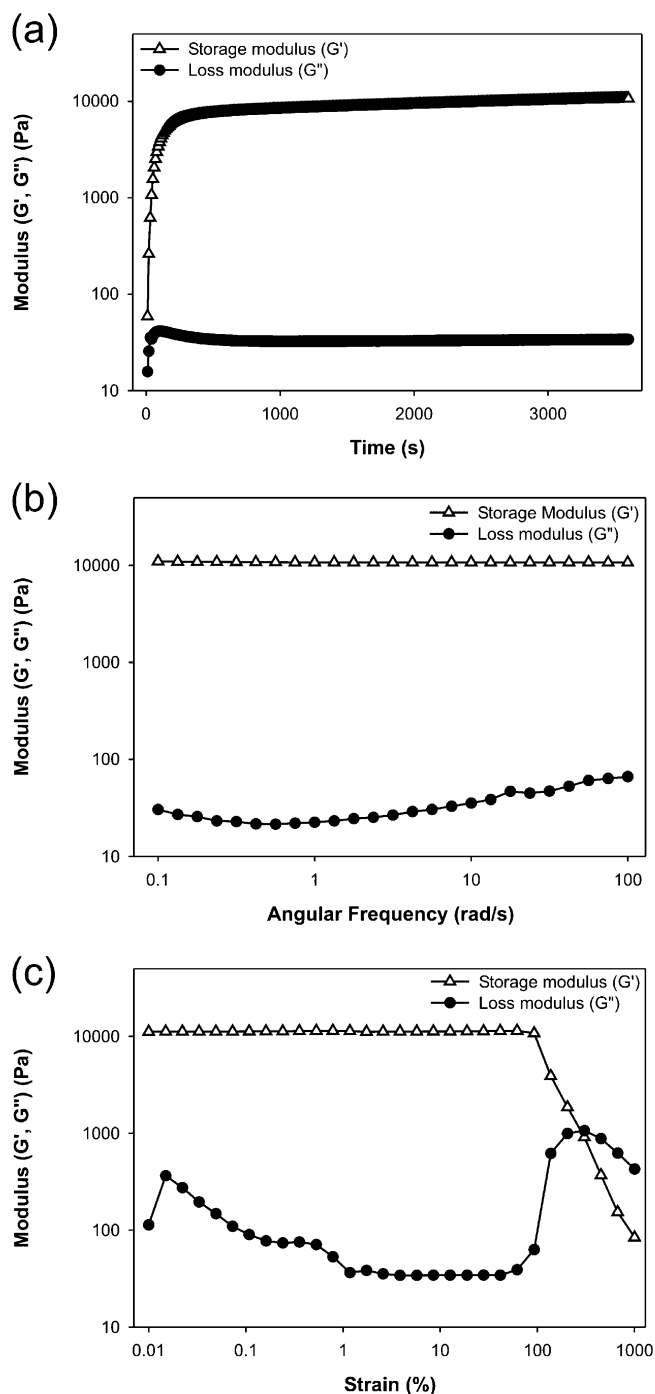 (a)
Storage modulus (G')
Loss modulus (G")
Modulus (G', G") (Pa)
10000
1000
100
10
0
1000
2000
3000
Time (s)
(b)
Storage Modulus (G')
Loss modulus (G")
Modulus (G', G") (Pa)
10000
1000
100
10
0.1
1
10
100
Angular Frequency (rad/s)
(c)
Storage modulus (G')
Loss modulus (G")
Modulus (G', G") (Pa)
10000
1000
100
10
0.01
0.1
1
10
100
1000
Strain (%)